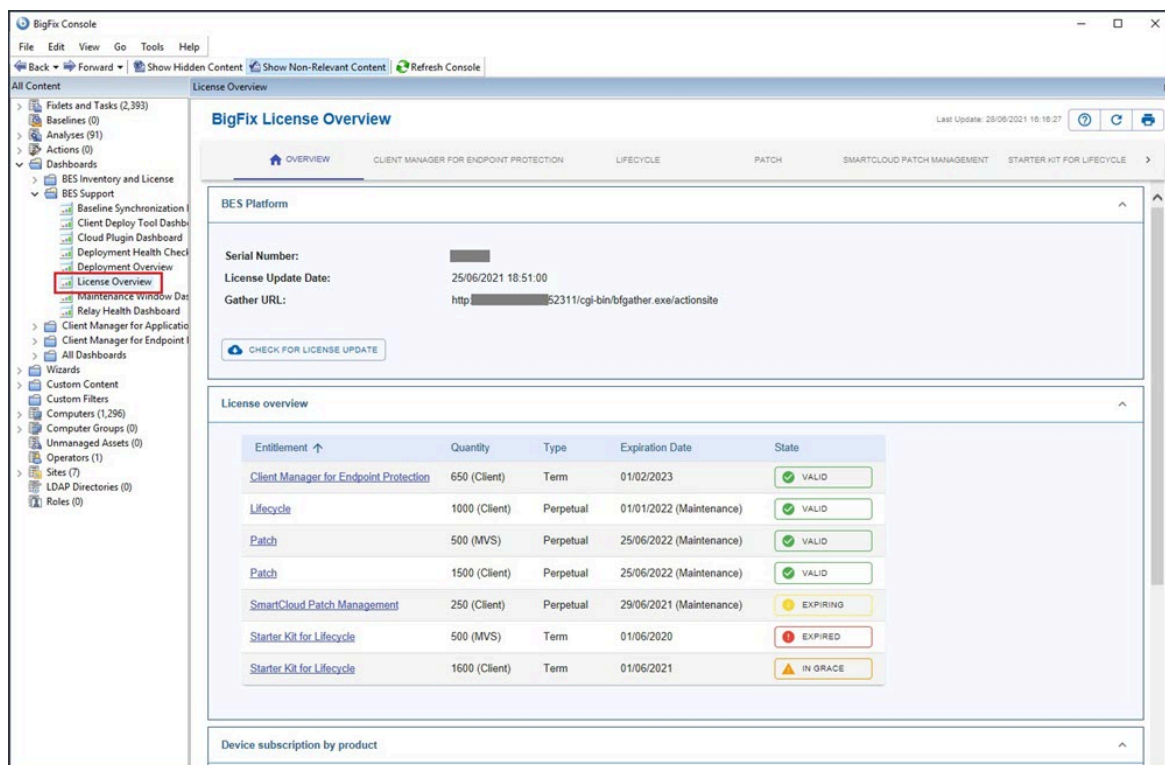 BigFix Console
File Edit View Go Tools Help
Back Forward Show Hidden Content Show Non-Relevant Content Refresh Console
All Content
License Overview
Fixlets and Tasks (2,393)
Baselines (0)
Analyses (91)
Actions (0)
Dashboards
BES Inventory and License
BES Support
Baseline Synchronization
Client Deploy Tool Dashb
Cloud Plugin Dashboard
Deployment Health Check
Deployment Overview
License Overview
Maintenance Window Das
Relay Health Dashboard
Client Manager for Applicatio
Client Manager for Endpoint
All Dashboards
Wizards
Custom Content
Custom Filters
Computers (1,296)
Computer Groups (0)
Unmanaged Assets (0)
Operators (1)
Sites (7)
LDAP Directories (0)
Roles (0)
BigFix License Overview
Last Update: 28/06/2021 16:16:27
OVERVIEW CLIENT MANAGER FOR ENDPOINT PROTECTION LIFECYCLE PATCH SMARTCLOUD PATCH MANAGEMENT STARTER KIT FOR LIFECYCLE
BES Platform
Serial Number:
License Update Date: 25/06/2021 18:51:00
Gather URL: http: 52311/cgi-bin/bfgather.exe/actionsite
CHECK FOR LICENSE UPDATE
License overview
Entitlement Quantity Type Expiration Date State
Client Manager for Endpoint Protection 650 (Client) Term 01/02/2023 VALID
Lifecycle 1000 (Client) Perpetual 01/01/2022 (Maintenance) VALID
Patch 500 (MVS) Perpetual 25/06/2022 (Maintenance) VALID
Patch 1500 (Client) Perpetual 25/06/2022 (Maintenance) VALID
SmartCloud Patch Management 250 (Client) Perpetual 29/06/2021 (Maintenance) EXPIRING
Starter Kit for Lifecycle 500 (MVS) Term 01/06/2020 EXPIRED
Starter Kit for Lifecycle 1600 (Client) Term 01/06/2021 IN GRACE
Device subscription by product